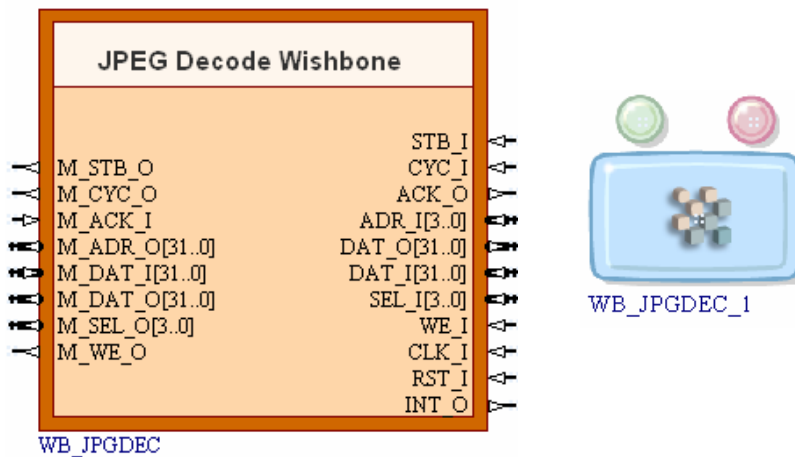 JPEG Decode Wishbone
M_STB_O
M_CYC_O
M_ACK_I
M_ADR_O[31..0]
M_DAT_I[31..0]
M_DAT_O[31..0]
M_SEL_O[3..0]
M_WE_O
STB_I
CYC_I
ACK_O
ADR_I[3..0]
DAT_O[31..0]
DAT_I[31..0]
SEL_I[3..0]
WE_I
CLK_I
RST_I
INT_O
WB_JPGDEC
WB_JPGDEC_1